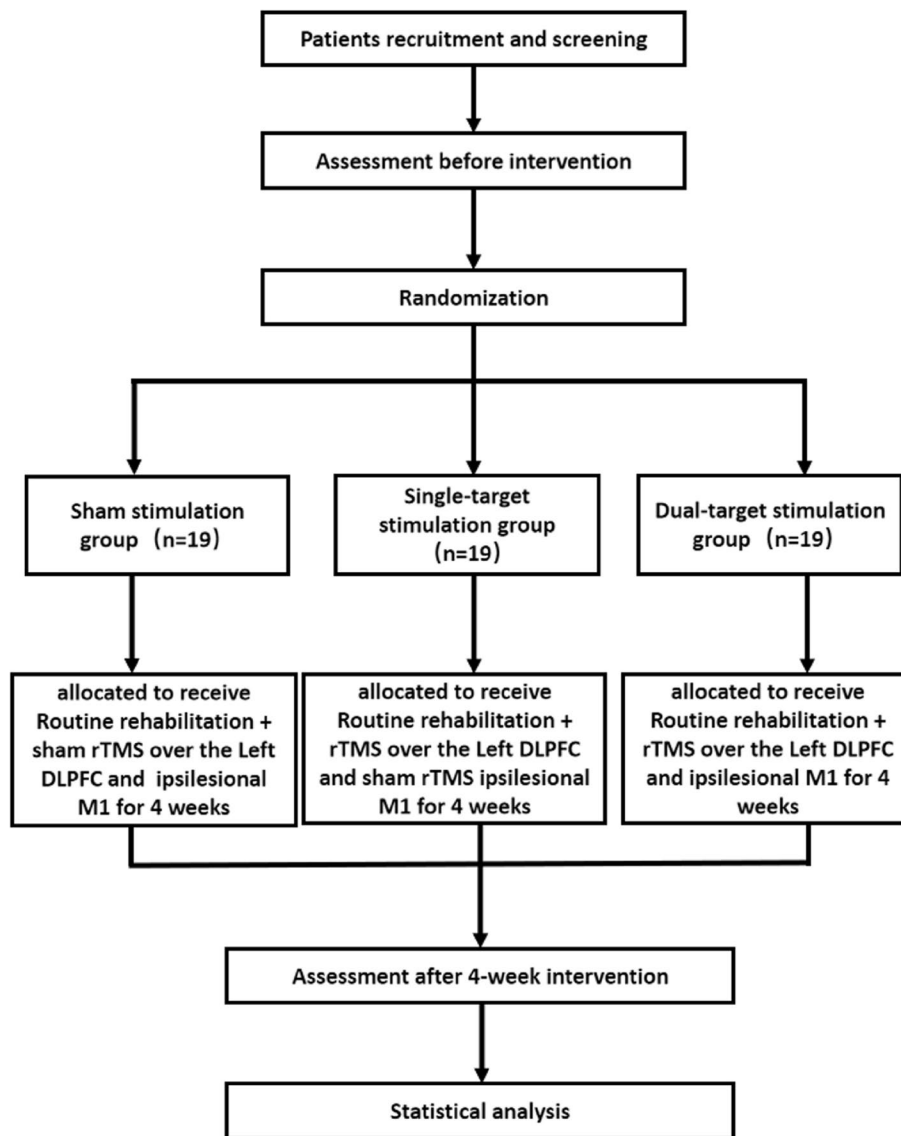 Patients recruitment and screening
Assessment before intervention
Randomization
Sham stimulation
group（n=19）
Single-target
stimulation group
（n=19）
Dual-target stimulation
group（n=19）
allocated to receive
Routine rehabilitation +
sham rTMS over the Left
DLPFC and ipsilesional
M1 for 4 weeks
allocated to receive
Routine rehabilitation +
rTMS over the Left DLPFC
and sham rTMS ipsilesional
M1 for 4 weeks
allocated to receive
Routine rehabilitation +
rTMS over the Left DLPFC
and ipsilesional M1 for 4
weeks
Assessment after 4-week intervention
Statistical analysis